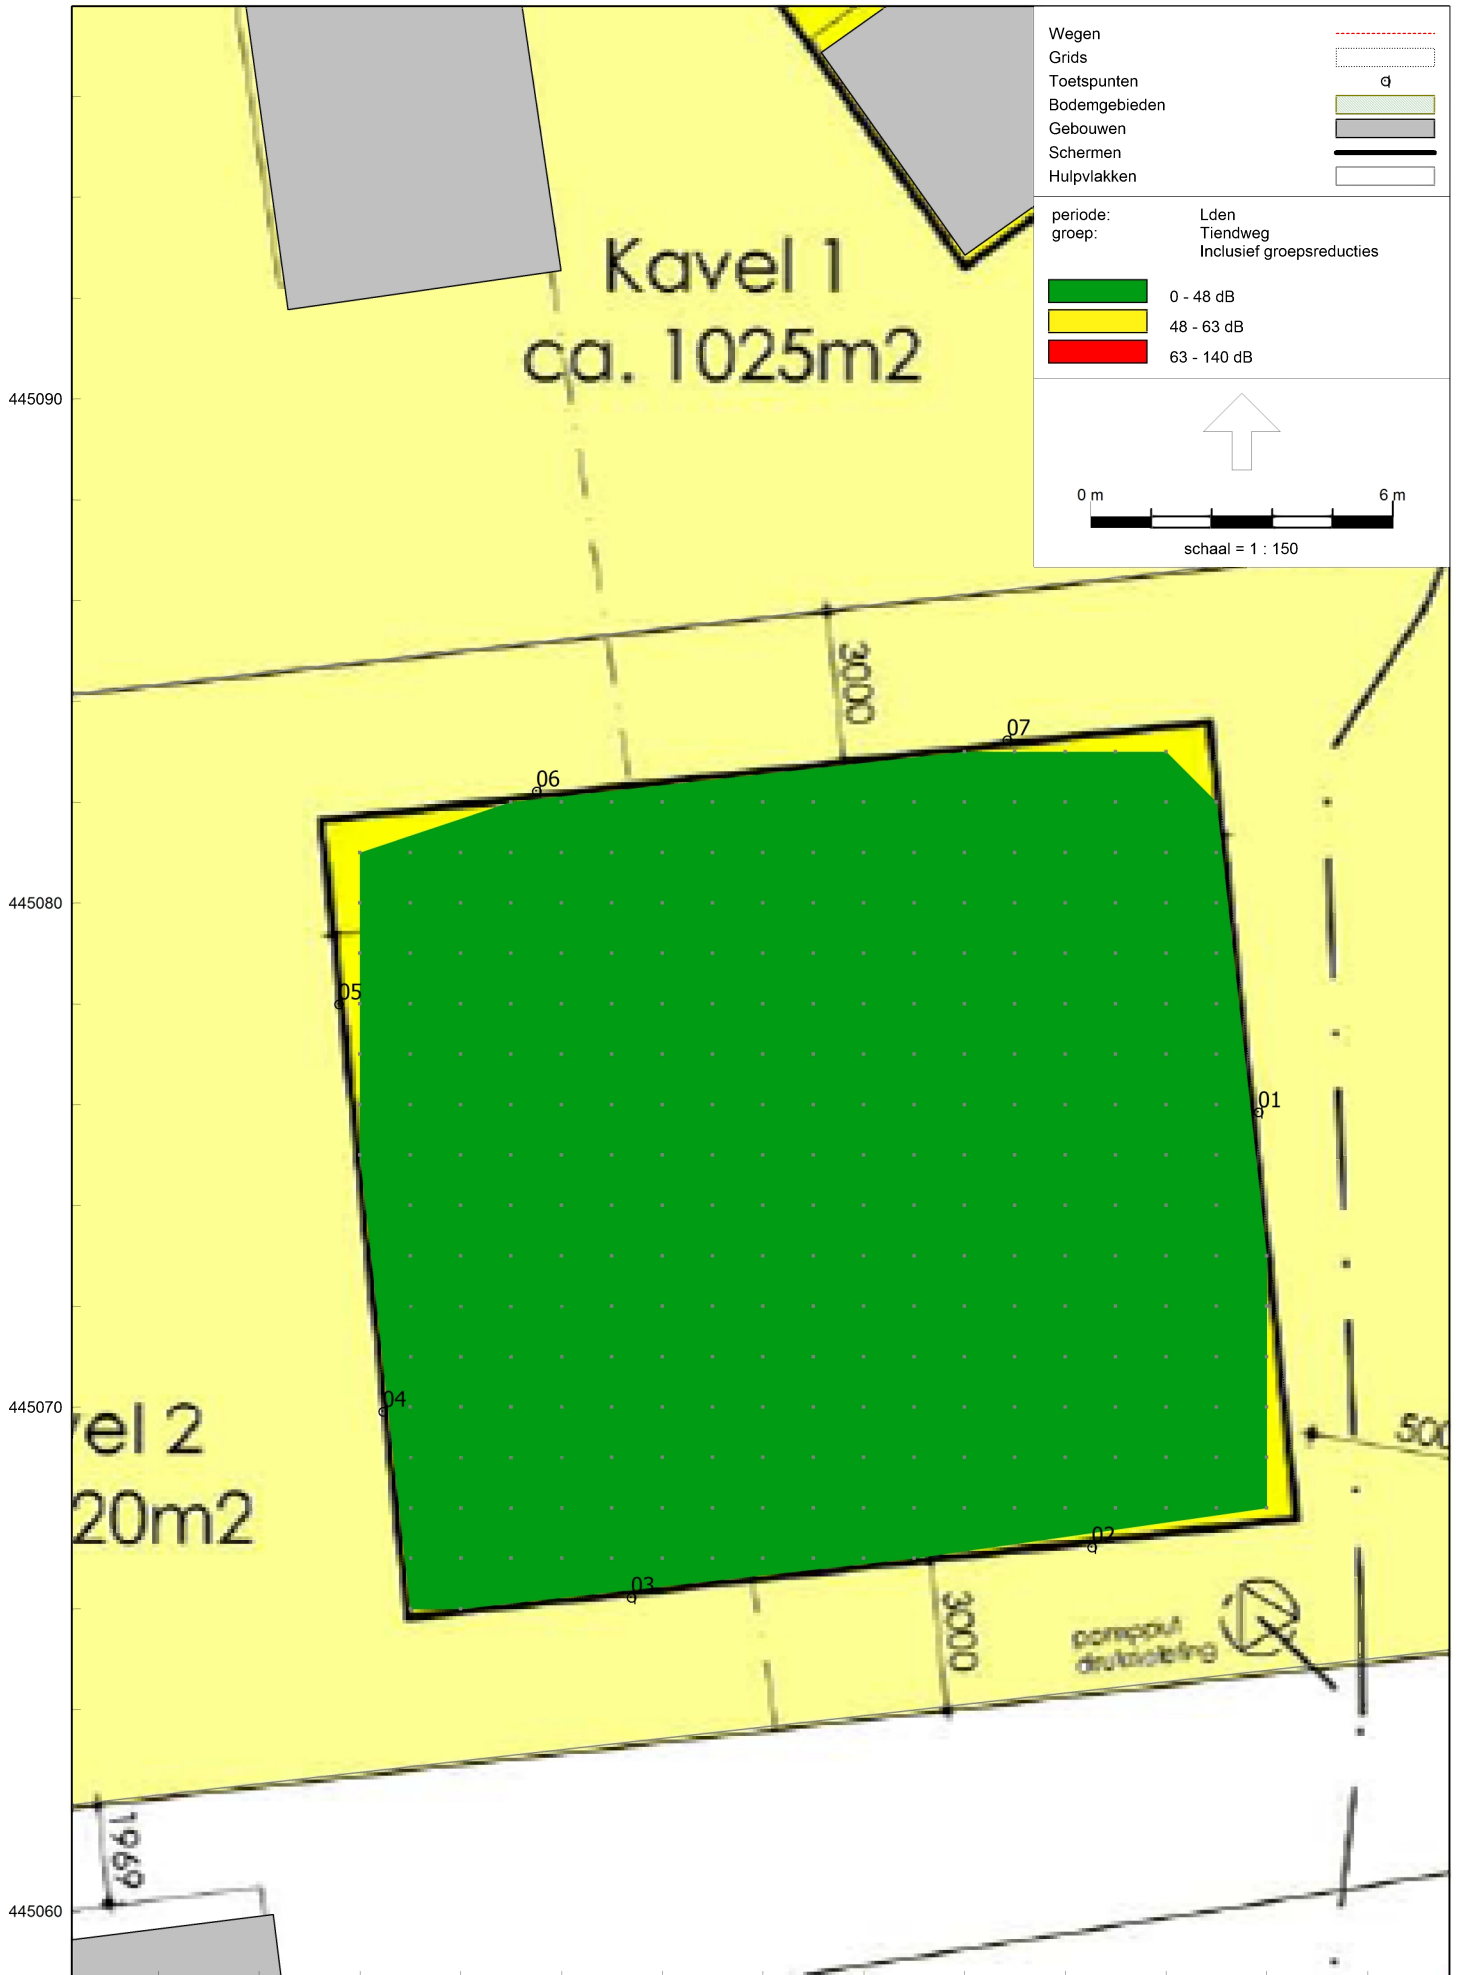 Wegen
Grids
Toetspunten
Bodemgebieden
Gebouwen
Schermen
Hulpvlakken
periode: Lden
groep: Tiendweg
Inclusief groepsreducties
0 - 48 dB
48 - 63 dB
63 - 140 dB
0 m 6 m
schaal = 1 : 150
Kavel 1
ca. 1025m2
445090
3000
07
06
445080
05
01
04
445070
vel 2
20m2
500
02
03
3000
1969
445060